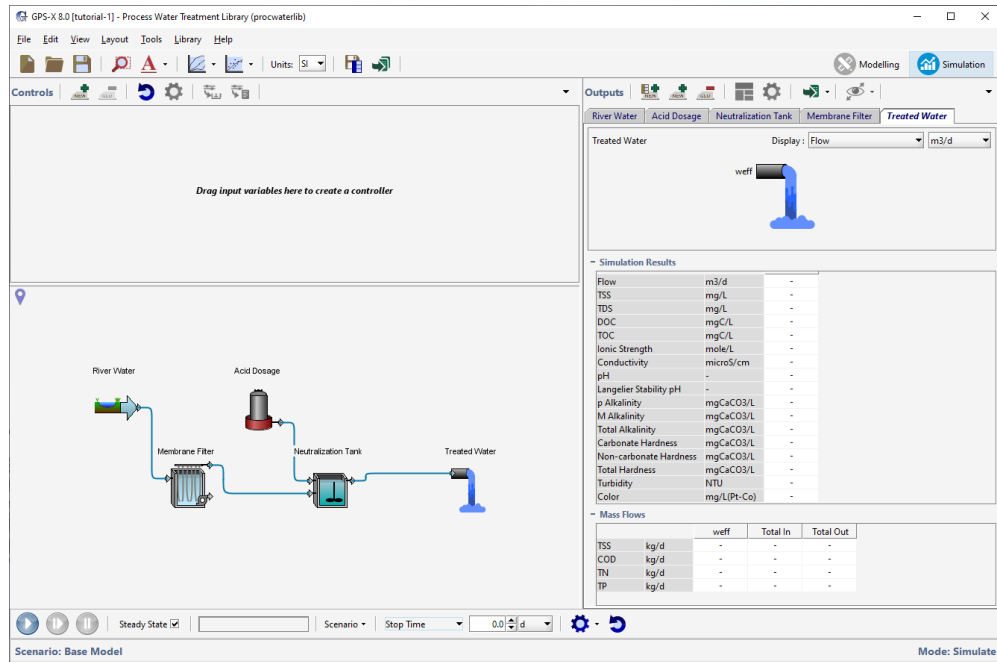 GPS-X 8.0 [tutorial-1] - Process Water Treatment Library (procwaterlib)
File Edit View Layout Tools Library Help
Units: SI
Modelling Simulation
Controls
Outputs
River Water Acid Dosage Neutralization Tank Membrane Filter Treated Water
Treated Water Display : Flow m3/d
weff
Drag input variables here to create a controller
Simulation Results
Flow m3/d -
TSS mg/L -
TDS mg/L -
DOC mgC/L -
TOC mgC/L -
Ionic Strength mole/L -
Conductivity microS/cm -
pH - -
Langelier Stability pH - -
p Alkalinity mgCaCO3/L -
M Alkalinity mgCaCO3/L -
Total Alkalinity mgCaCO3/L -
Carbonate Hardness mgCaCO3/L -
Non-carbonate Hardness mgCaCO3/L -
Total Hardness mgCaCO3/L -
Turbidity NTU -
Color mg/L(Pt-Co) -
Mass Flows
weff Total In Total Out
TSS kg/d - - -
COD kg/d - - -
TN kg/d - - -
TP kg/d - - -
River Water
Acid Dosage
Membrane Filter
Neutralization Tank
Treated Water
Steady State Scenario Stop Time 0.0 d
Scenario: Base Model
Mode: Simulate